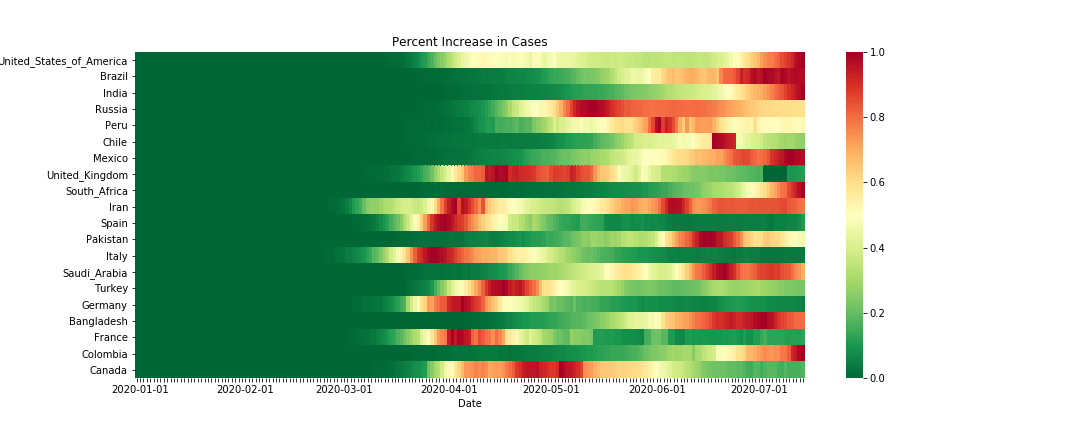 Percent Increase in Cases
United_States_of_America
Brazil
India
Russia
Peru
Chile
Mexico
United_Kingdom
South_Africa
Iran
Spain
Pakistan
Italy
Saudi_Arabia
Turkey
Germany
Bangladesh
France
Colombia
Canada
2020-01-01 2020-02-01 2020-03-01 2020-04-01 2020-05-01 2020-06-01 2020-07-01
Date
1.0
0.8
0.6
0.4
0.2
0.0